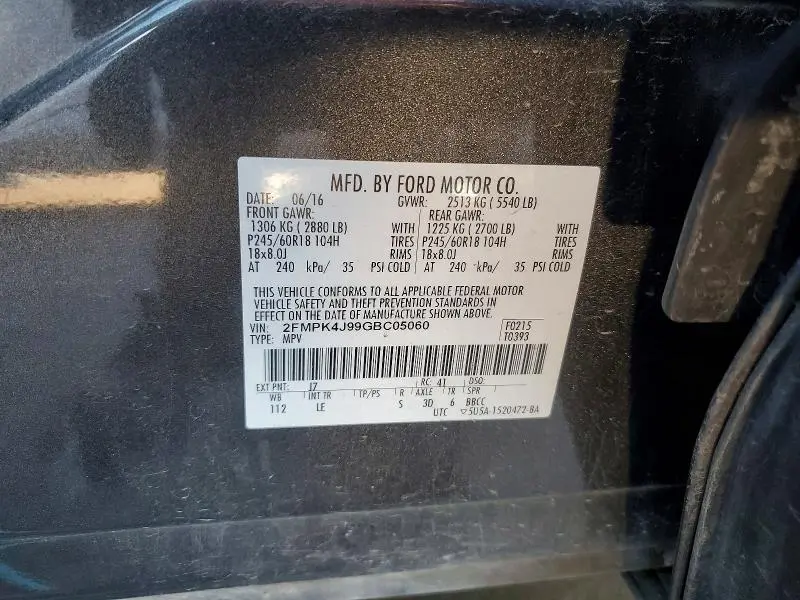 MFD. BY FORD MOTOR CO.
DATE: 06/16 GVWR: 2513 KG ( 5540 LB)
FRONT GAWR: REAR GAWR:
1306 KG ( 2880 LB) WITH 1225 KG ( 2700 LB) WITH
P245/60R18 104H TIRES P245/60R18 104H TIRES
18x8.0J RIMS 18x8.0J RIMS
AT 240 kPa/ 35 PSI COLD AT 240 kPa/ 35 PSI COLD
THIS VEHICLE CONFORMS TO ALL APPLICABLE FEDERAL MOTOR
VEHICLE SAFETY AND THEFT PREVENTION STANDARDS IN
EFFECT ON THE DATE OF MANUFACTURE SHOWN ABOVE.
VIN: 2FMPK4J99GBC05060 F0215
TYPE: MPV T0393
EXT PNT: J7 RC: 41 DSO:
WB INT TR TP/PS R AXLE TR SPR
112 LE S 3D 6 BBCC
UTC ▽5U5A-1520472-BA